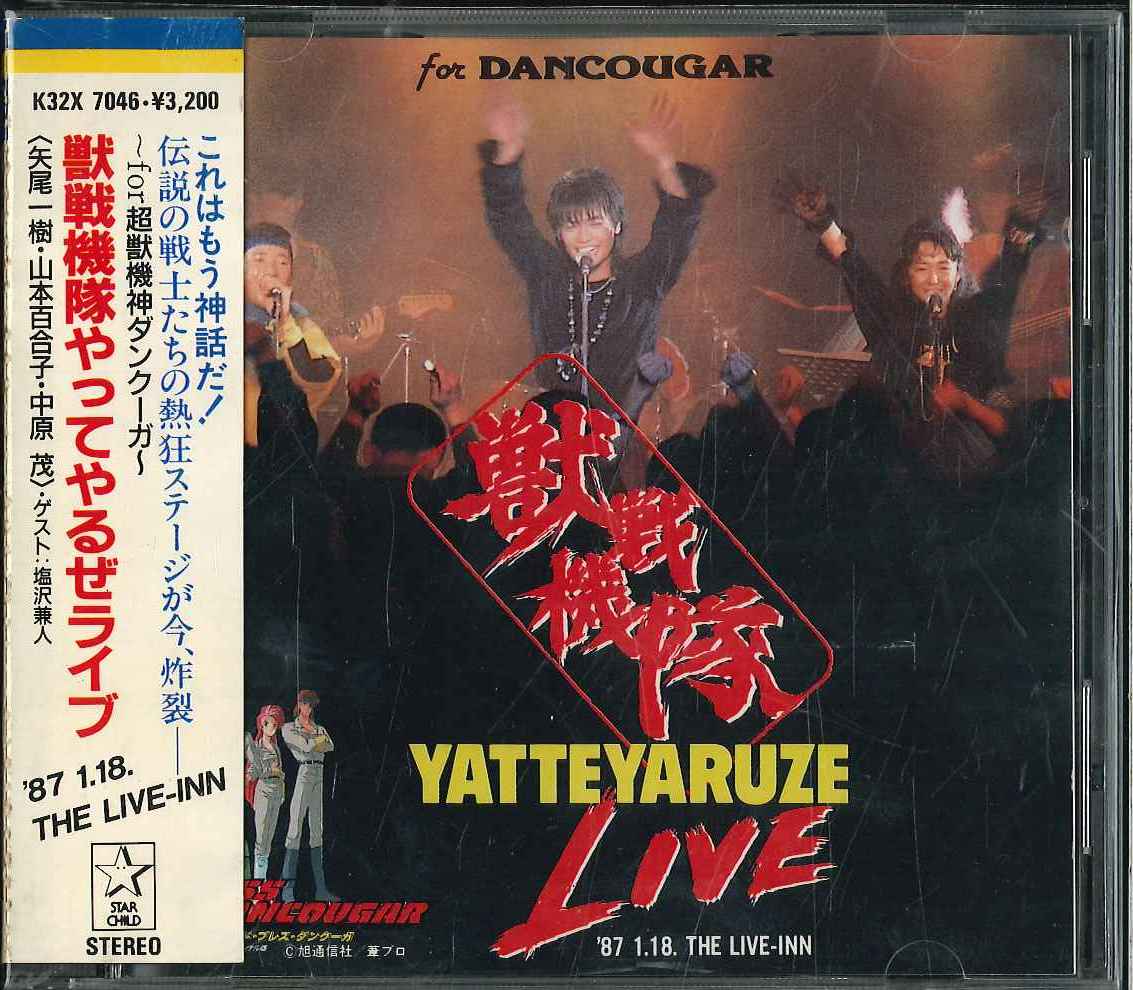 K32X 7046・¥3,200
これはもう神話だ！
伝説の戦士たちの熱狂ステージが今、炸裂——
〜for超獣機神ダンクーガ〜
獣戦機隊やってやるぜライブ
〈矢尾一樹・山本百合子・中原 茂〉・ゲスト:塩沢兼人
'87 1.18.
THE LIVE-INN
STAR
CHILD
STEREO
for DANCOUGAR
獣戦
機隊
YATTEYARUZE
LIVE
'87 1.18. THE LIVE-INN
SS
NCOUGAR
・ブレス・ダンクーガ
©旭通信社 葦プロ